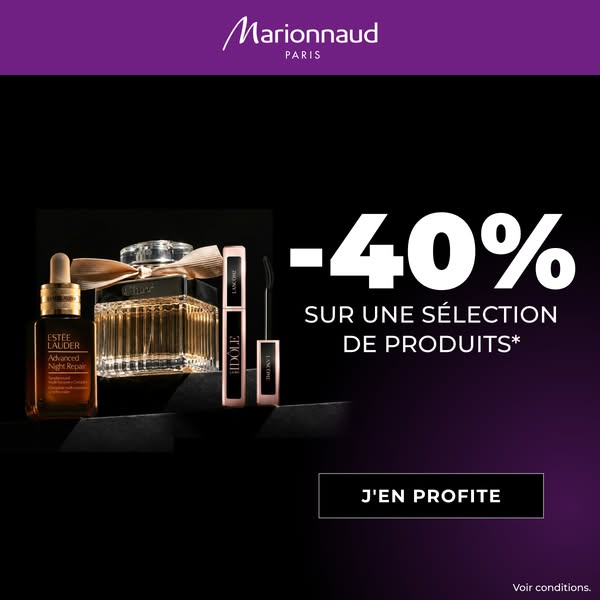 Marionnaud
PARIS
-40%
SUR UNE SÉLECTION
DE PRODUITS*
ESTĒE
LAUDER
Advanced
Night Repair
Chloé
LANCÔME
IDÔLE
LANCÔME
J'EN PROFITE
Voir conditions.